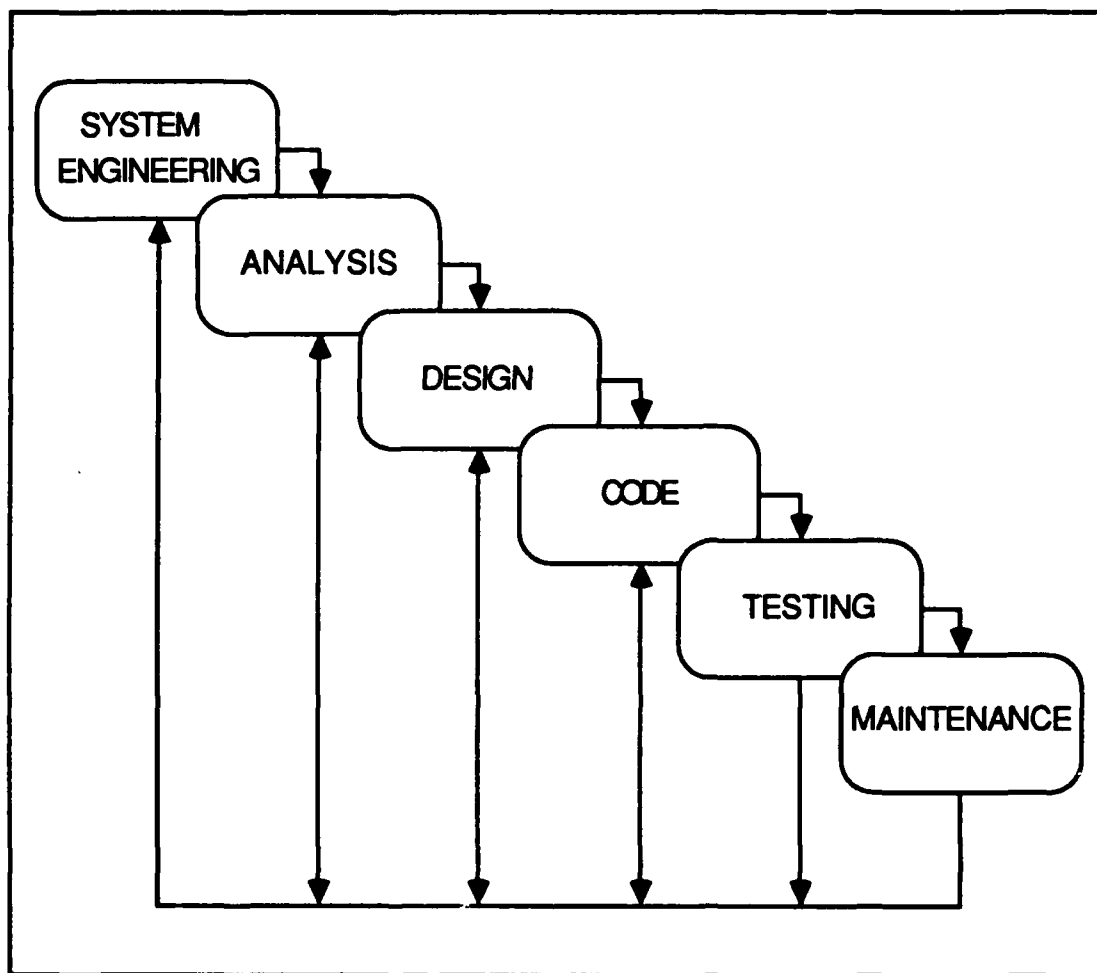 SYSTEM
ENGINEERING
ANALYSIS
DESIGN
CODE
TESTING
MAINTENANCE